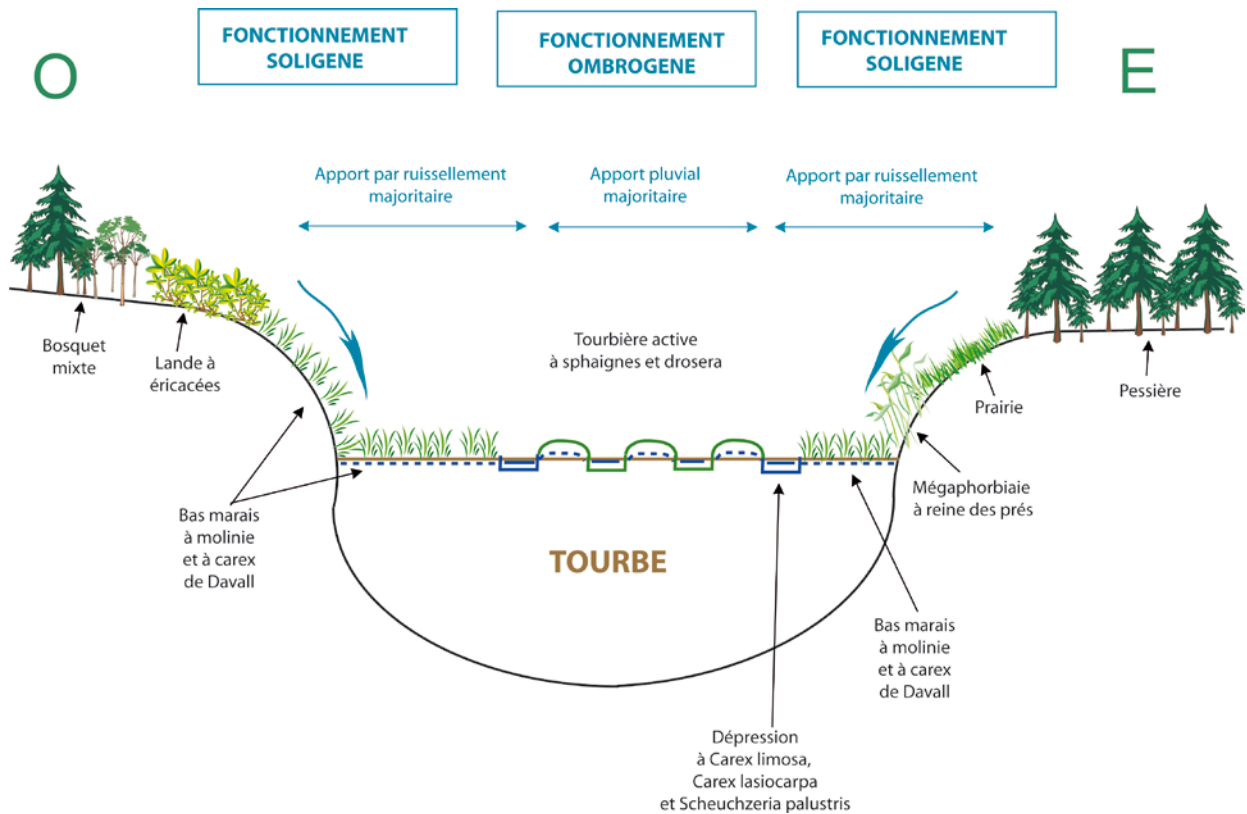 FONCTIONNEMENT
SOLIGENE
FONCTIONNEMENT
OMBROGENE
FONCTIONNEMENT
SOLIGENE
O
E
Apport par ruissellement
majoritaire
Apport pluvial
majoritaire
Apport par ruissellement
majoritaire
Bosquet
mixte
Lande à
éricacées
Tourbière active
à sphaignes et drosera
Prairie
Pessière
Mégaphorbiaie
à reine des prés
Bas marais
à molinie
et à carex
de Davall
TOURBE
Bas marais
à molinie
et à carex
de Davall
Dépression
à Carex limosa,
Carex lasiocarpa
et Scheuchzeria palustris